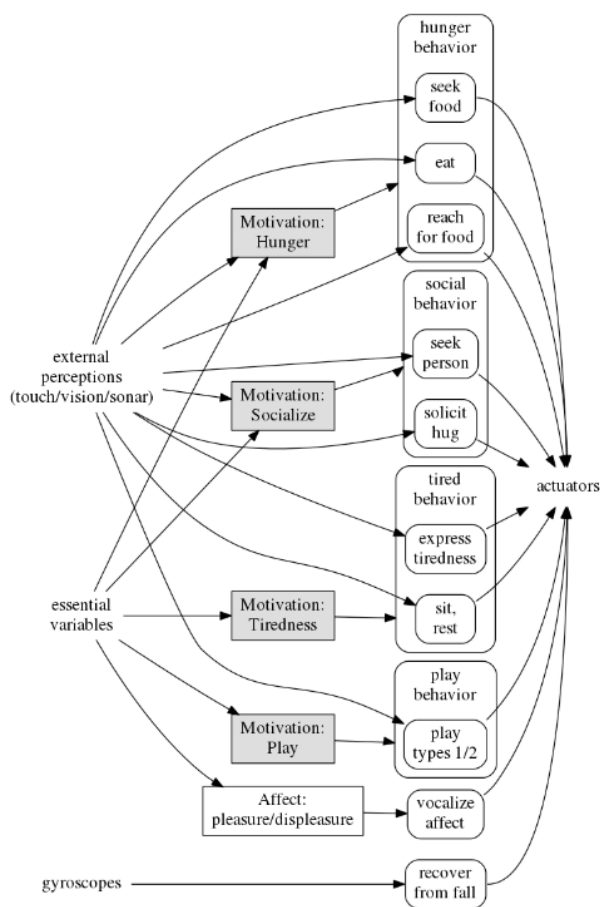 hunger
behavior
seek
food
eat
Motivation:
Hunger
reach
for food
social
behavior
external
perceptions
(touch/vision/sonar)
seek
person
Motivation:
Socialize
solicit
hug
tired
behavior
actuators
express
tiredness
essential
variables
Motivation:
Tiredness
sit,
rest
play
behavior
Motivation:
Play
play
types 1/2
Affect:
pleasure/displeasure
vocalize
affect
gyroscopes
recover
from fall